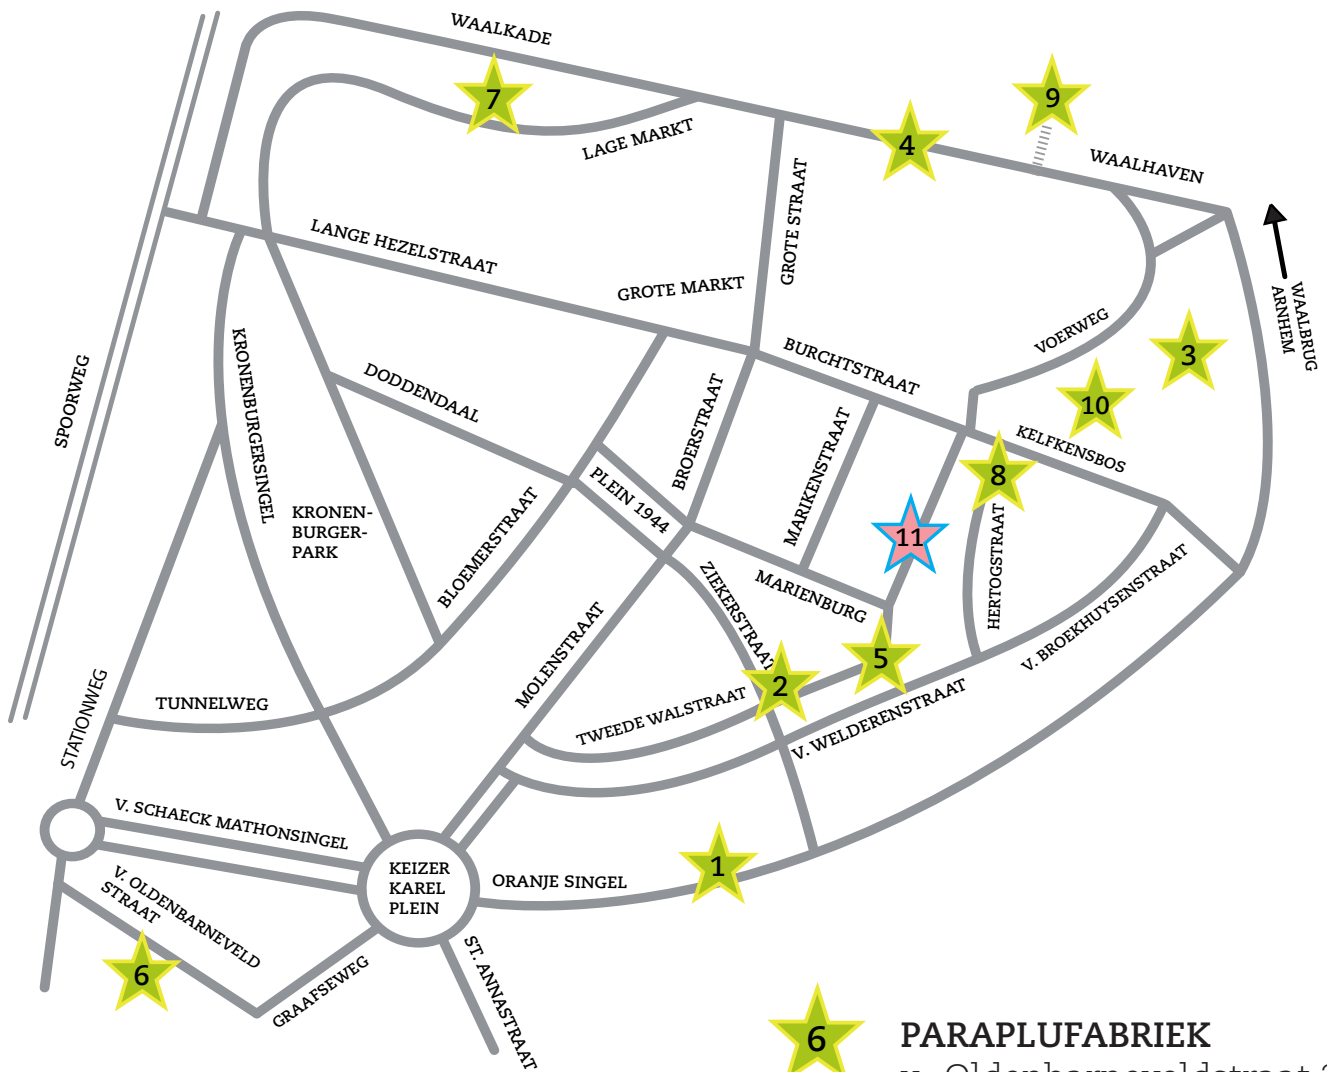 WAALKADE
7
9
4
LAGE MARKT
WAALHAVEN
GROTE STRAAT
LANGE HEZELSTRAAT
GROTE MARKT
WAALBRUG
ARNHEM
VOERWEG
3
BURCHTSTRAAT
10
SPOORWEG
KRONENBURGERSINGEL
DODDENDAAL
BROERSTRAAT
MARIKENSTRAAT
KELFKENSBOS
8
PLEIN 1944
KRONEN-
BURGER-
PARK
BLOEMERSTRAAT
11
HERTOGSTRAAT
ZIEKERSTRAAT
MARIENBURG
V. BROEKHUYSENSTRAAT
MOLENSTRAAT
5
2
STATIONWEG
TUNNELWEG
TWEEDE WALSTRAAT
V. WELDERENSTRAAT
V. SCHAECK MATHONSINGEL
KEIZER
KAREL
PLEIN
ORANJE SINGEL
1
V. OLDENBARNEVELD
STRAAT
6
GRAAFSEWEG
ST. ANNASTRAAT
6
PARAPLUFABRIEK
v. Oldenbarneveldstraat